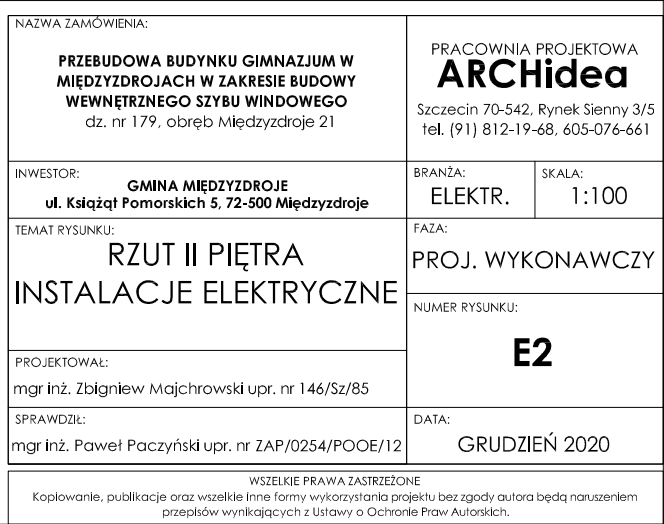 NAZWA ZAMÓWIENIA:
PRZEBUDOWA BUDYNKU GIMNAZJUM W
MIĘDZYZDROJACH W ZAKRESIE BUDOWY
WEWNĘTRZNEGO SZYBU WINDOWEGO
dz. nr 179, obręb Międzyzdroje 21
PRACOWNIA PROJEKTOWA
ARCHidea
Szczecin 70-542, Rynek Sienny 3/5
tel. (91) 812-19-68, 605-076-661
INWESTOR:
GMINA MIĘDZYZDROJE
ul. Książąt Pomorskich 5, 72-500 Międzyzdroje
BRANŻA:
ELEKTR.
SKALA:
1:100
TEMAT RYSUNKU:
RZUT II PIĘTRA
INSTALACJE ELEKTRYCZNE
FAZA:
PROJ. WYKONAWCZY
NUMER RYSUNKU:
E2
PROJEKTOWAŁ:
mgr inż. Zbigniew Majchrowski upr. nr 146/Sz/85
SPRAWDZIŁ:
mgr inż. Paweł Paczyński upr. nr ZAP/0254/POOE/12
DATA:
GRUDZIEŃ 2020
WSZELKIE PRAWA ZASTRZEŻONE
Kopiowanie, publikacje oraz wszelkie inne formy wykorzystania projektu bez zgody autora będą naruszeniem
przepisów wynikających z Ustawy o Ochronie Praw Autorskich.